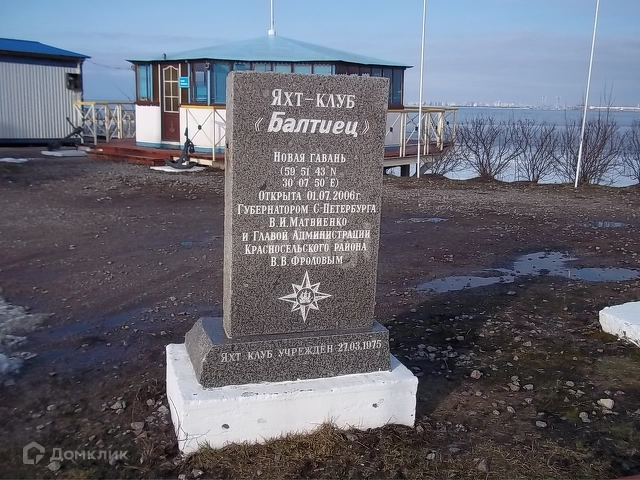 Яхт-клуб
«Балтиец»
Новая гавань
(59°51'43"N
30°07'50"E)
Открыта 01.07.2006г.
Губернатором С-Петербурга
В.И.Матвиенко
и Главой Администрации
Красносельского района
В.В.Фроловым
Яхт клуб учрежден 27.03.1975
Домклик